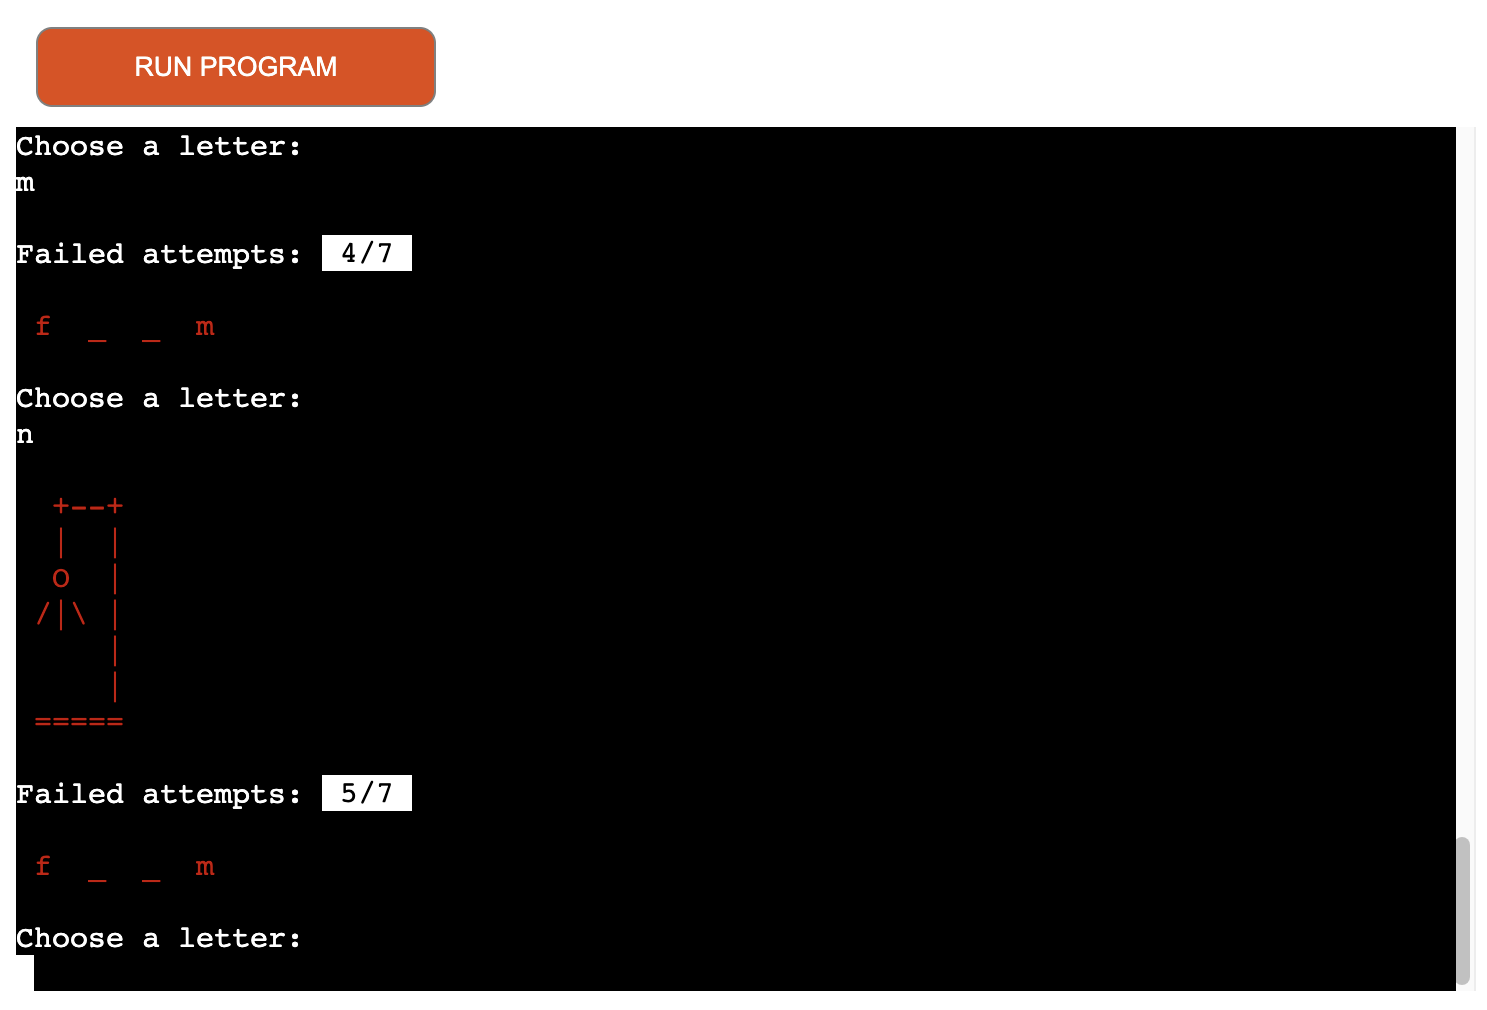 RUN PROGRAM
Choose a letter:
m
Failed attempts: 4/7
f _ _ m
Choose a letter:
n
  +--+
  |  |
  o  |
 /|\ |
     |
     |
 =====
Failed attempts: 5/7
f _ _ m
Choose a letter: